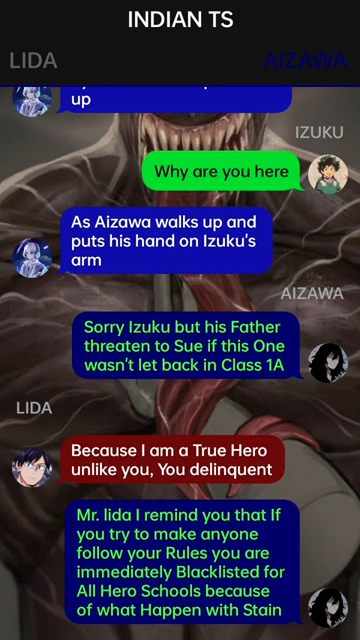 INDIAN TS
LIDA
AIZAWA
up
IZUKU
Why are you here
As Aizawa walks up and
puts his hand on Izuku's
arm
AIZAWA
Sorry Izuku but his Father
threaten to Sue if this One
wasn't let back in Class 1A
LIDA
Because I am a True Hero
unlike you, You delinquent
Mr. lida I remind you that If
you try to make anyone
follow your Rules you are
immediately Blacklisted for
All Hero Schools because
of what Happen with Stain